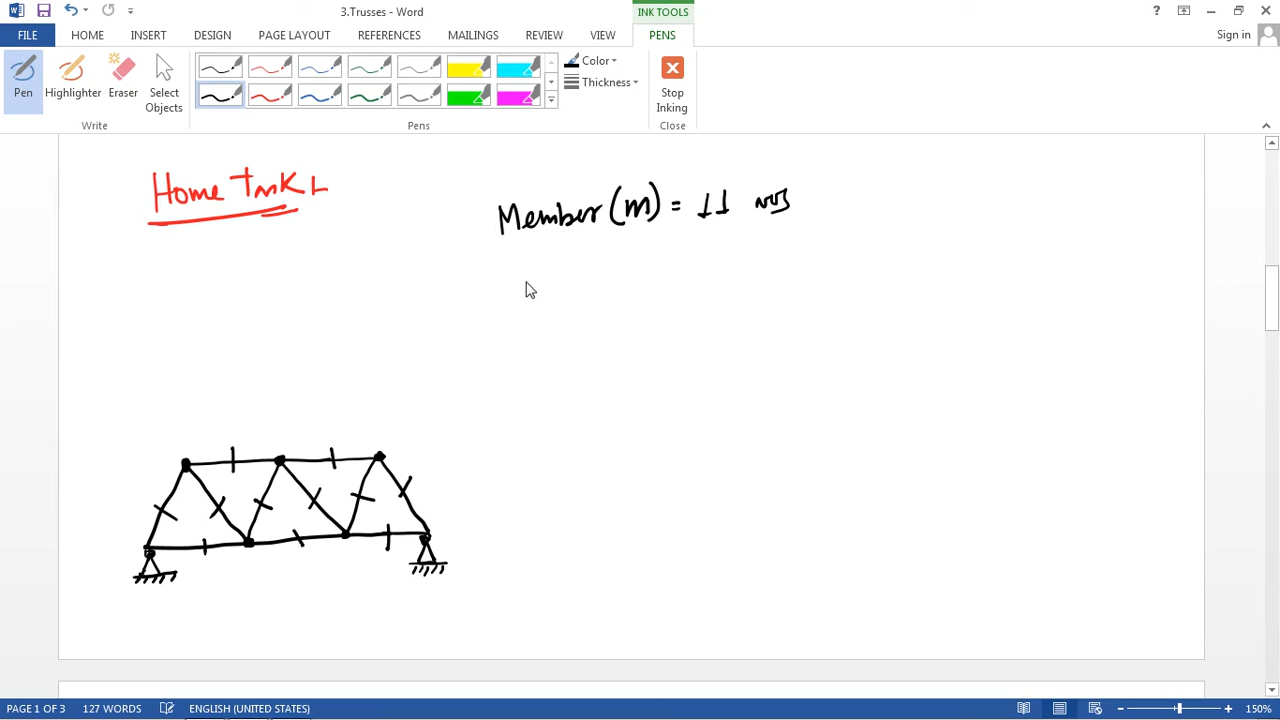 3.Trusses - Word
INK TOOLS
FILE HOME INSERT DESIGN PAGE LAYOUT REFERENCES MAILINGS REVIEW VIEW PENS Sign in
Pen Highlighter Eraser Select Objects
Color
Thickness
Stop Inking
Write Pens Close
Home
Member (m) = 11 nos
PAGE 1 OF 3 127 WORDS ENGLISH (UNITED STATES) 150%